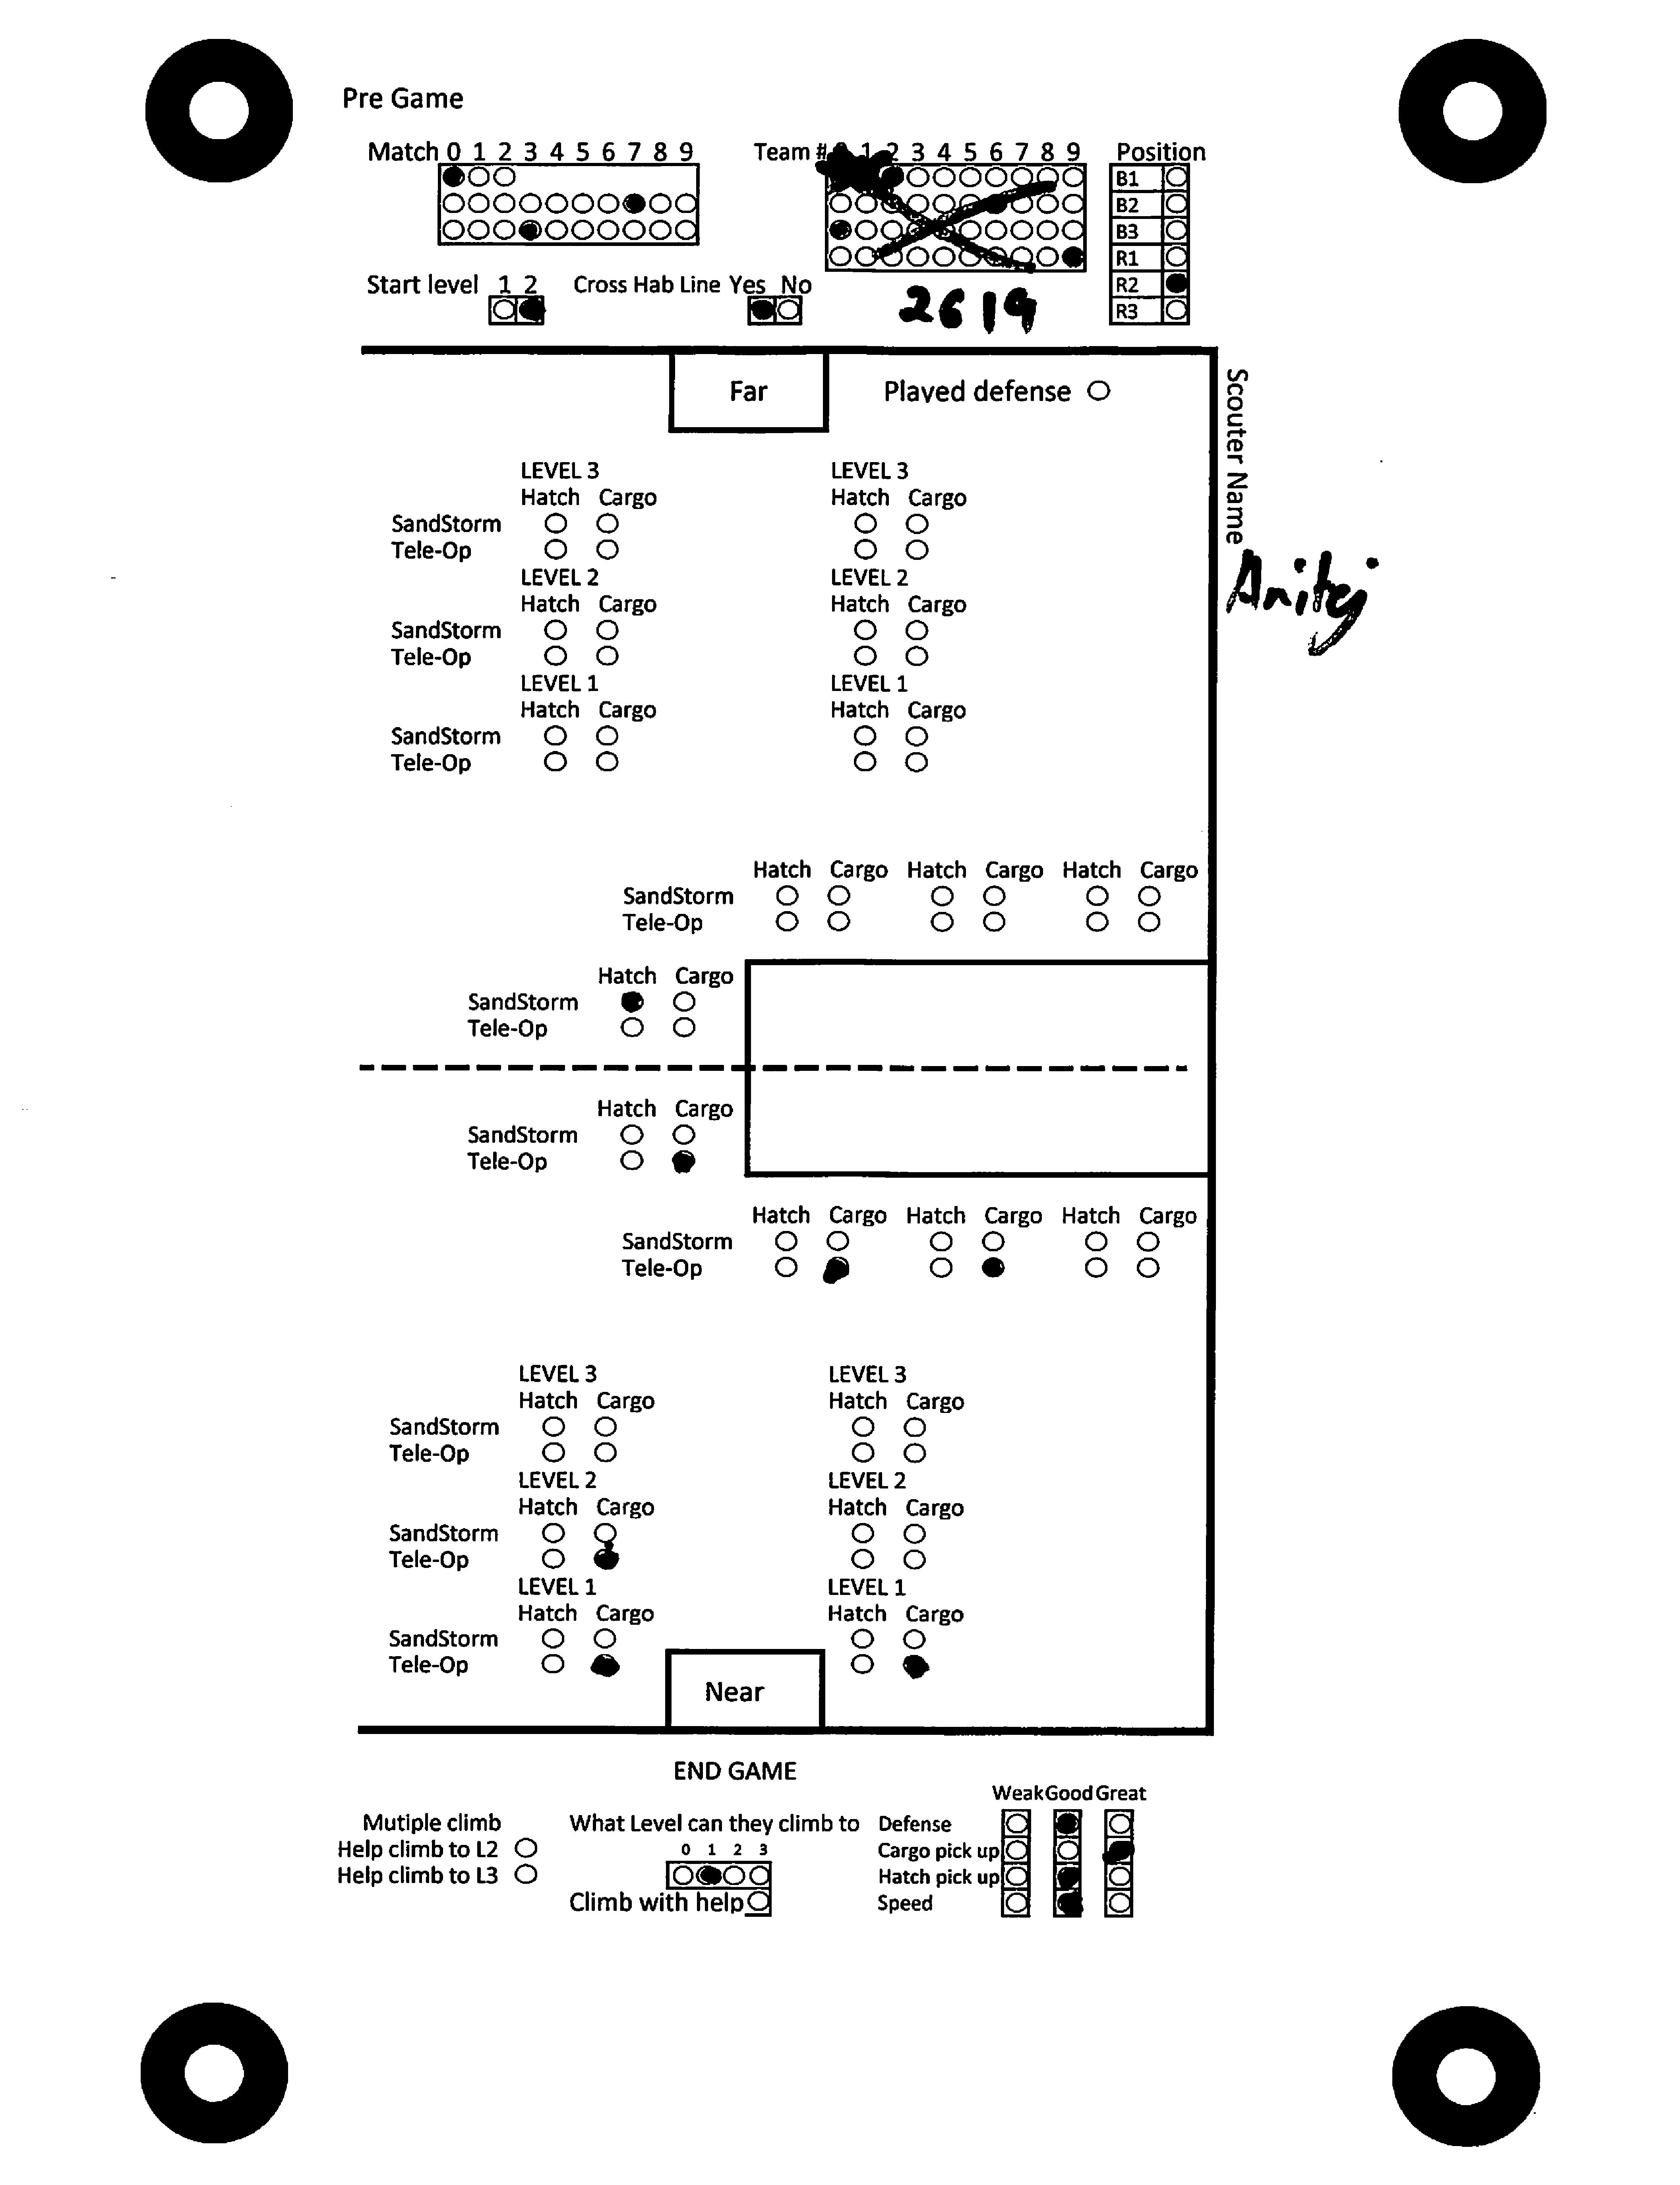 Pre Game
Match 0 1 2 3 4 5 6 7 8 9
Team # 2 3 4 5 6 7 8 9
Position
B1
B2
B3
R1
R2
R3
Start level 1 2
Cross Hab Line Yes No
2619
Far
Played defense
Scouter Name
LEVEL 3 LEVEL 3
Hatch Cargo Hatch Cargo
SandStorm
Tele-Op
LEVEL 2 LEVEL 2
Hatch Cargo Hatch Cargo
SandStorm
Tele-Op
LEVEL 1 LEVEL 1
Hatch Cargo Hatch Cargo
SandStorm
Tele-Op
Hatch Cargo Hatch Cargo Hatch Cargo
SandStorm
Tele-Op
Hatch Cargo
SandStorm
Tele-Op
Hatch Cargo
SandStorm
Tele-Op
Hatch Cargo Hatch Cargo Hatch Cargo
SandStorm
Tele-Op
LEVEL 3 LEVEL 3
Hatch Cargo Hatch Cargo
SandStorm
Tele-Op
LEVEL 2 LEVEL 2
Hatch Cargo Hatch Cargo
SandStorm
Tele-Op
LEVEL 1 LEVEL 1
Hatch Cargo Hatch Cargo
SandStorm
Tele-Op
Near
END GAME
Mutiple climb
Help climb to L2
Help climb to L3
What Level can they climb to
0 1 2 3
Climb with help
Weak Good Great
Defense
Cargo pick up
Hatch pick up
Speed